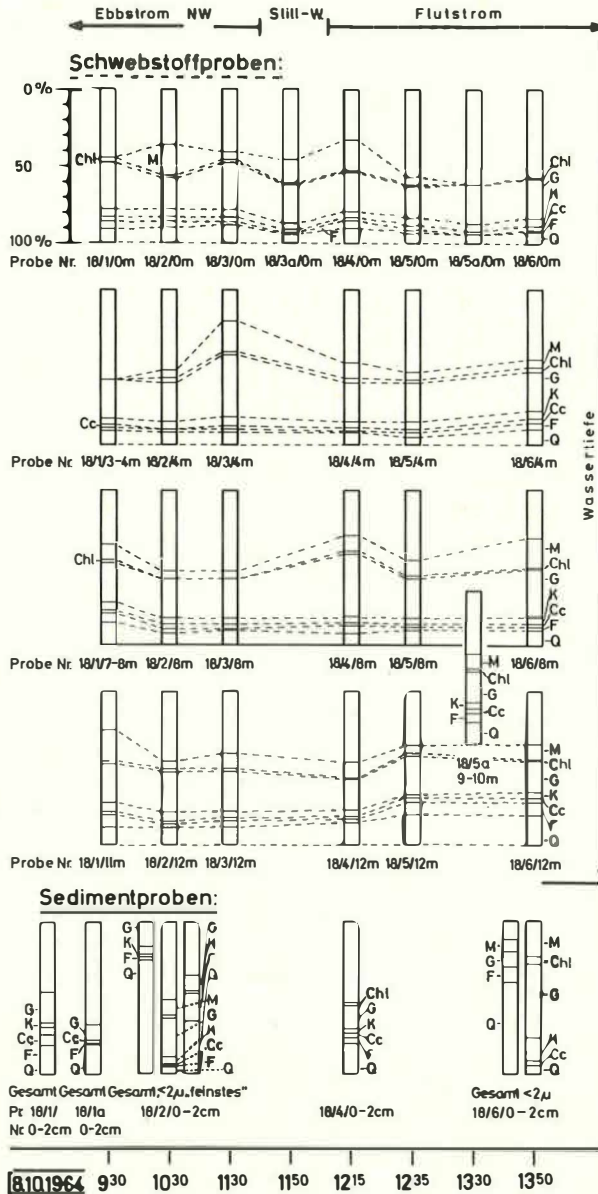 Ebbstrom NW Slill-W. Flutstrom
Schwebstoffproben:
0%
50
100%
Chl M F Chl G K Cc F Q
Probe Nr. 18/1/0m 18/2/0m 18/3/0m 18/3a/0m 18/4/0m 18/5/0m 18/5a/0m 18/6/0m
Cc M Chl G K Cc F Q
Probe Nr. 18/1/3-4m 18/2/4m 18/3/4m 18/4/4m 18/5/4m 18/6/4m
Wassertiefe
Chl M Chl G K Cc F Q
Probe Nr. 18/1/7-8m 18/2/8m 18/3/8m 18/4/8m 18/5/8m 18/6/8m
M
Chl
G
K Cc
F
Q
18/5a
9-10m
M Chl G K Cc F Q
Probe Nr. 18/1/11m 18/2/12m 18/3/12m 18/4/12m 18/5/12m 18/6/12m
Sedimentproben:
G K Cc F Q
G Cc F Q
G K F Q
G K F Q M G K Cc F Q
Chl G K Cc F Q
M G F Q
M Chl G K Cc Q
Gesamt Gesamt Gesamt,<2µ„feinstes" Gesamt <2µ
Pr. 18/1/ 18/1a 18/2/0-2cm 18/4/0-2cm 18/6/0-2cm
Nr. 0-2cm 0-2cm
8.10.1964 9³⁰ 10³⁰ 11³⁰ 11⁵⁰ 12¹⁵ 12³⁵ 13³⁰ 13⁵⁰